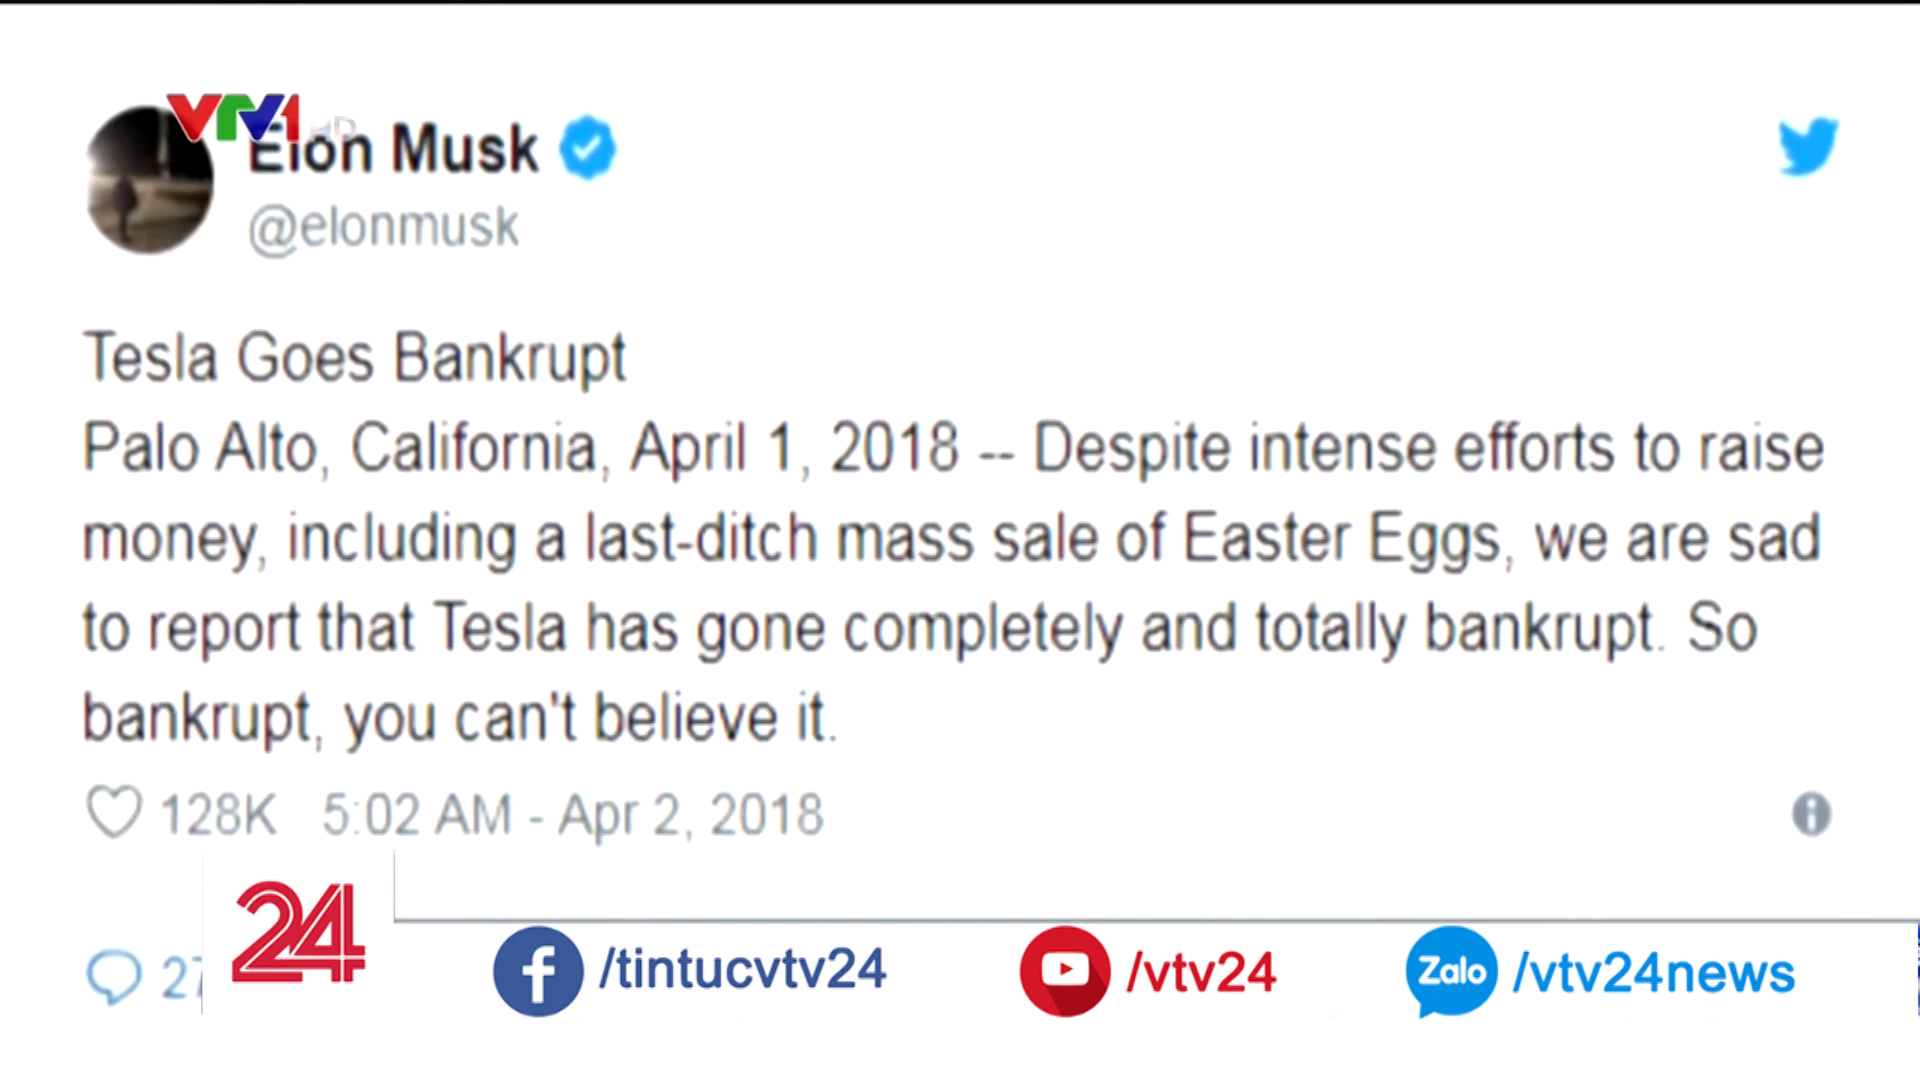 VTV1 HD
Elon Musk
@elonmusk
Tesla Goes Bankrupt
Palo Alto, California, April 1, 2018 -- Despite intense efforts to raise
money, including a last-ditch mass sale of Easter Eggs, we are sad
to report that Tesla has gone completely and totally bankrupt. So
bankrupt, you can't believe it.
128K 5:02 AM - Apr 2, 2018
24
/tintucvtv24
/vtv24
Zalo /vtv24news